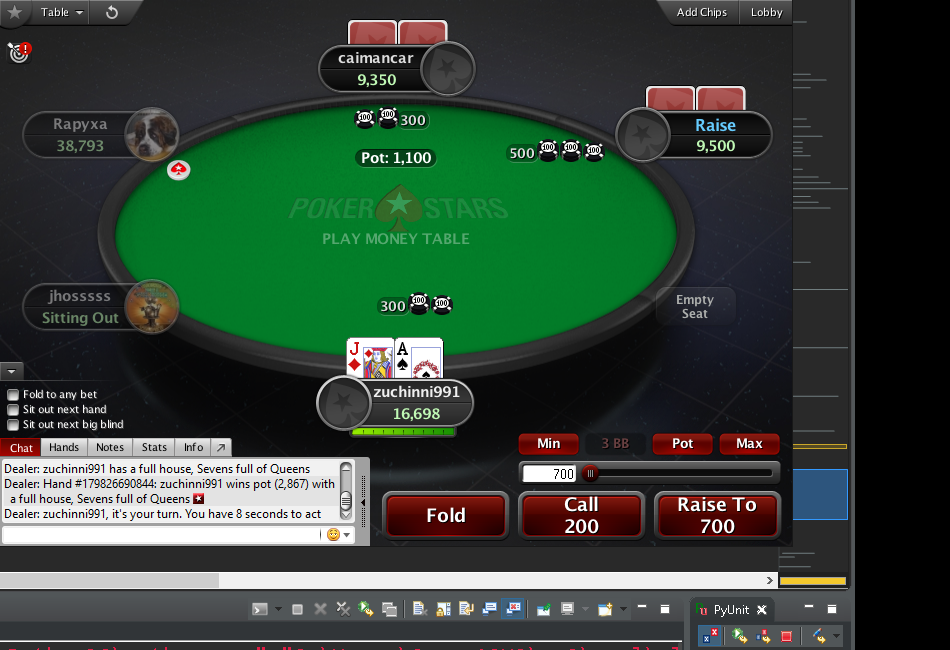 Table
Add Chips
Lobby
caimancar
9,350
Rapyxa
38,793
Raise
9,500
300
Pot: 1,100
500
POKER STARS
PLAY MONEY TABLE
jhosssss
Sitting Out
300
Empty
Seat
J
A
zuchinni991
16,698
Fold to any bet
Sit out next hand
Sit out next big blind
Min
3 BB
Pot
Max
Chat
Hands
Notes
Stats
Info
Dealer: zuchinni991 has a full house, Sevens full of Queens
Dealer: Hand #179826690844: zuchinni991 wins pot (2,867) with
a full house, Sevens full of Queens
Dealer: zuchinni991, it's your turn. You have 8 seconds to act
700
Fold
Call
200
Raise To
700
PyUnit